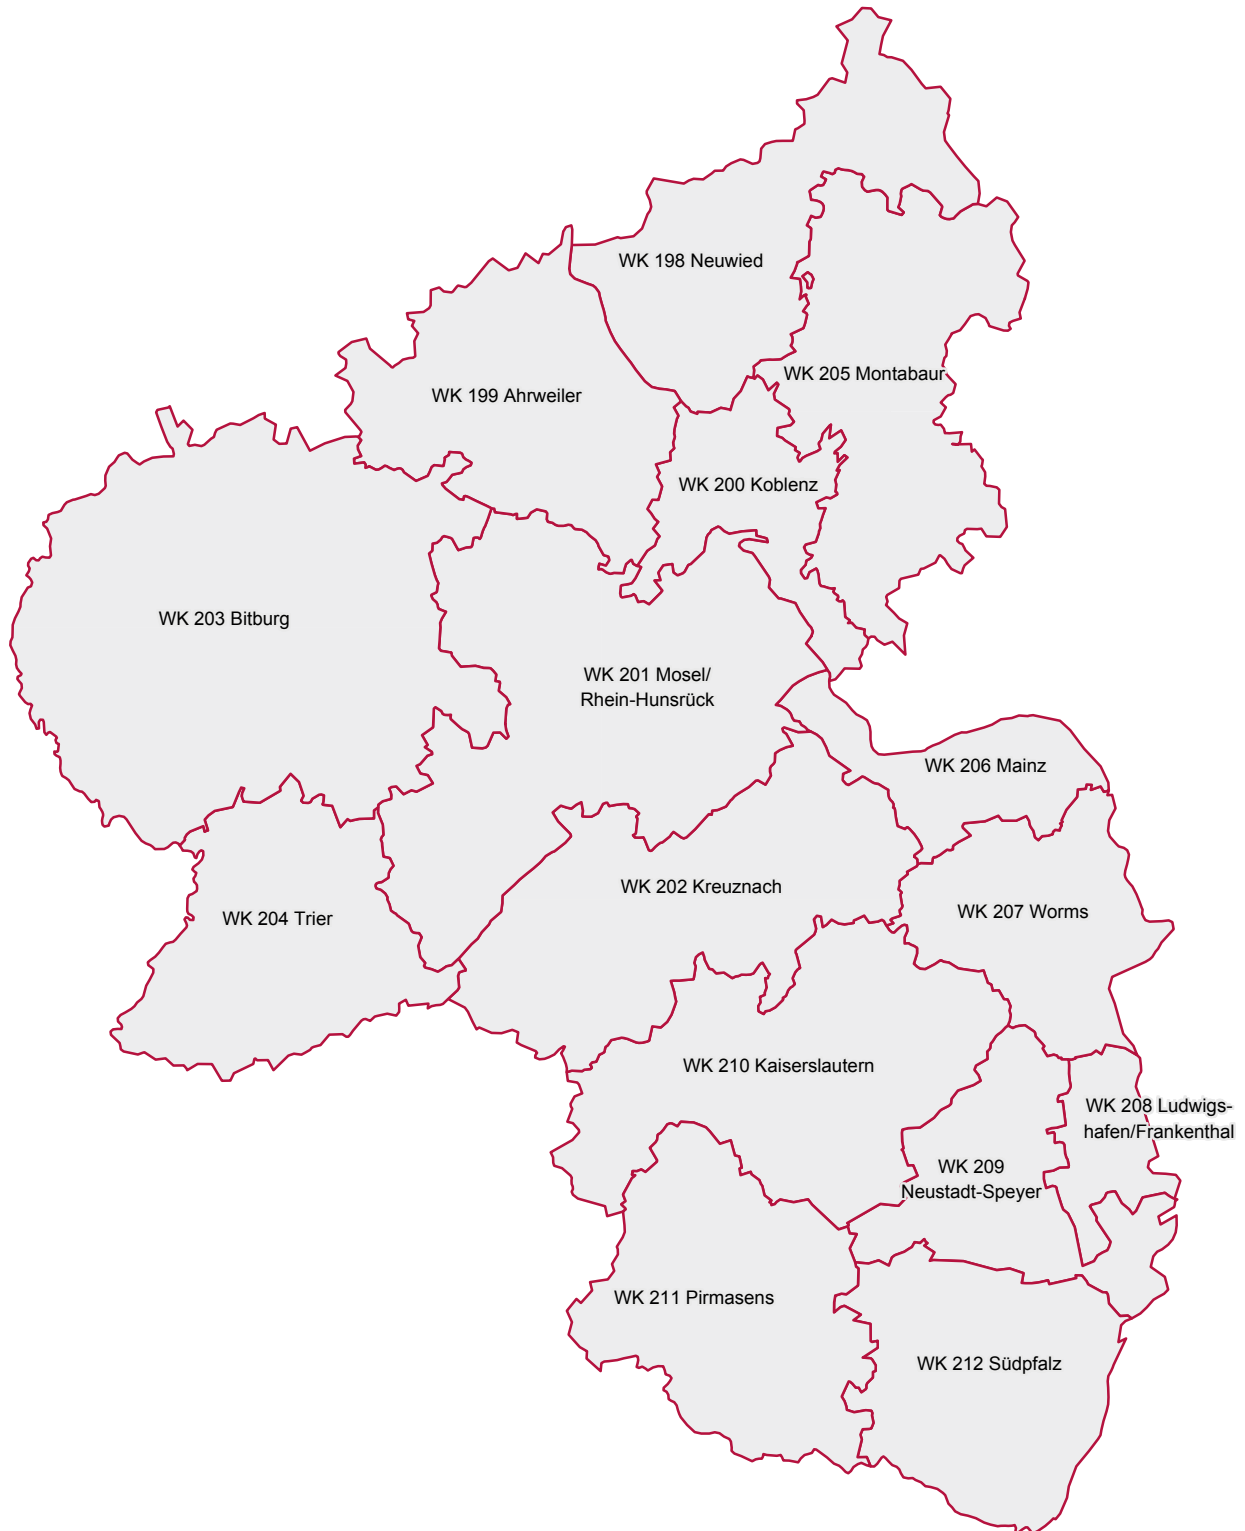 WK 198 Neuwied
WK 205 Montabaur
WK 199 Ahrweiler
WK 200 Koblenz
WK 203 Bitburg
WK 201 Mosel/
Rhein-Hunsrück
WK 206 Mainz
WK 202 Kreuznach
WK 207 Worms
WK 204 Trier
WK 210 Kaiserslautern
WK 208 Ludwigs-
hafen/Frankenthal
WK 209
Neustadt-Speyer
WK 211 Pirmasens
WK 212 Südpfalz